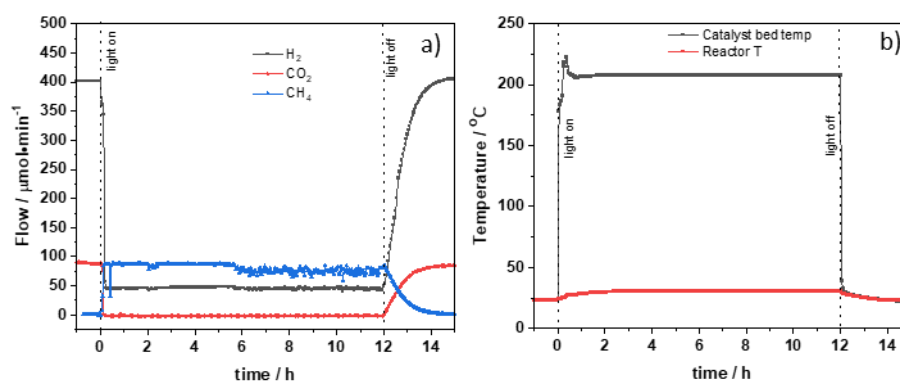 a)
light on
light off
H₂
CO₂
CH₄
500
450
400
350
300
250
200
150
100
50
0
Flow / μmol•min⁻¹
0 2 4 6 8 10 12 14
time / h
b)
Catalyst bed temp
Reactor T
light on
light off
250
200
150
100
50
0
Temperature / °C
0 2 4 6 8 10 12 14
time / h